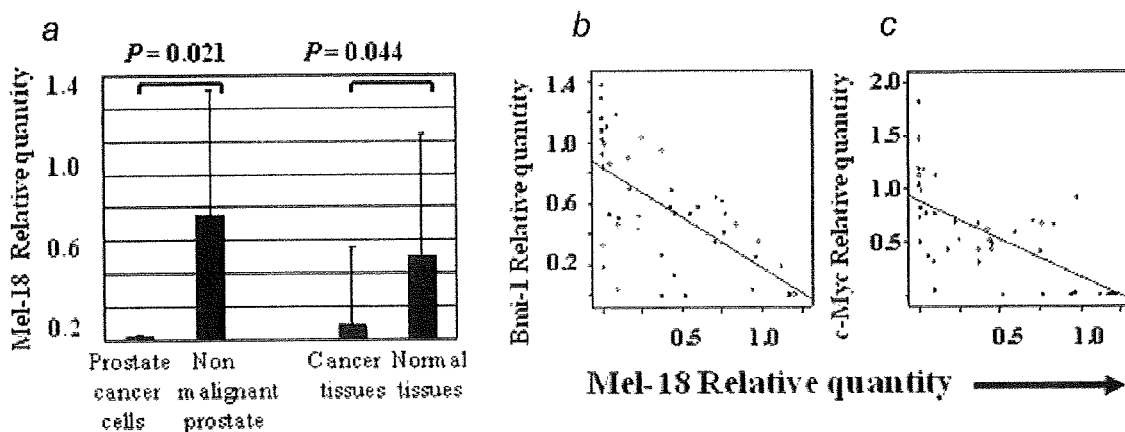 a
P = 0.021
P = 0.044
Mel-18 Relative quantity
1.4
1.0
0.6
0.2
Prostate cancer cells
Non malignant prostate
Cancer tissues
Normal tissues
b
Bmi-1 Relative quantity
1.4
1.0
0.6
0.2
0.5
1.0
c
c-Myc Relative quantity
2.0
1.5
1.0
0.5
0.5
1.0
Mel-18 Relative quantity